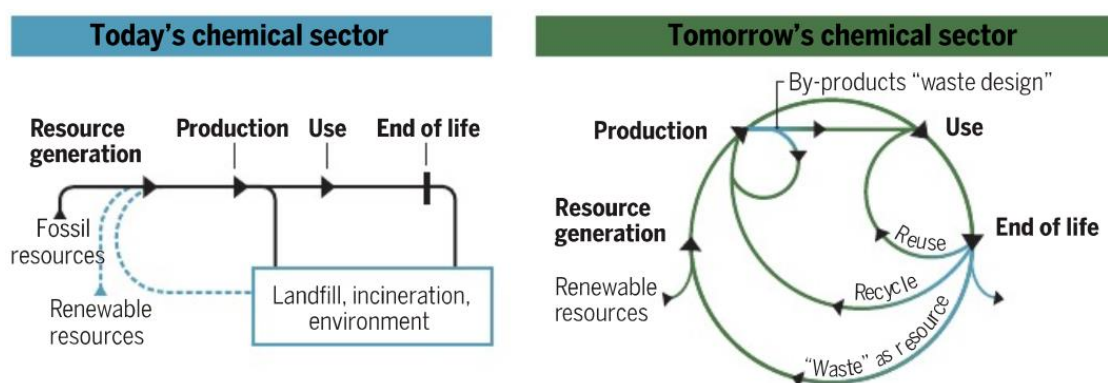 Today's chemical sector
Resource
generation
Production
Use
End of life
Fossil
resources
Renewable
resources
Landfill, incineration,
environment
Tomorrow's chemical sector
By-products “waste design”
Production
Use
Resource
generation
End of life
Reuse
Renewable
resources
Recycle
“Waste” as resource